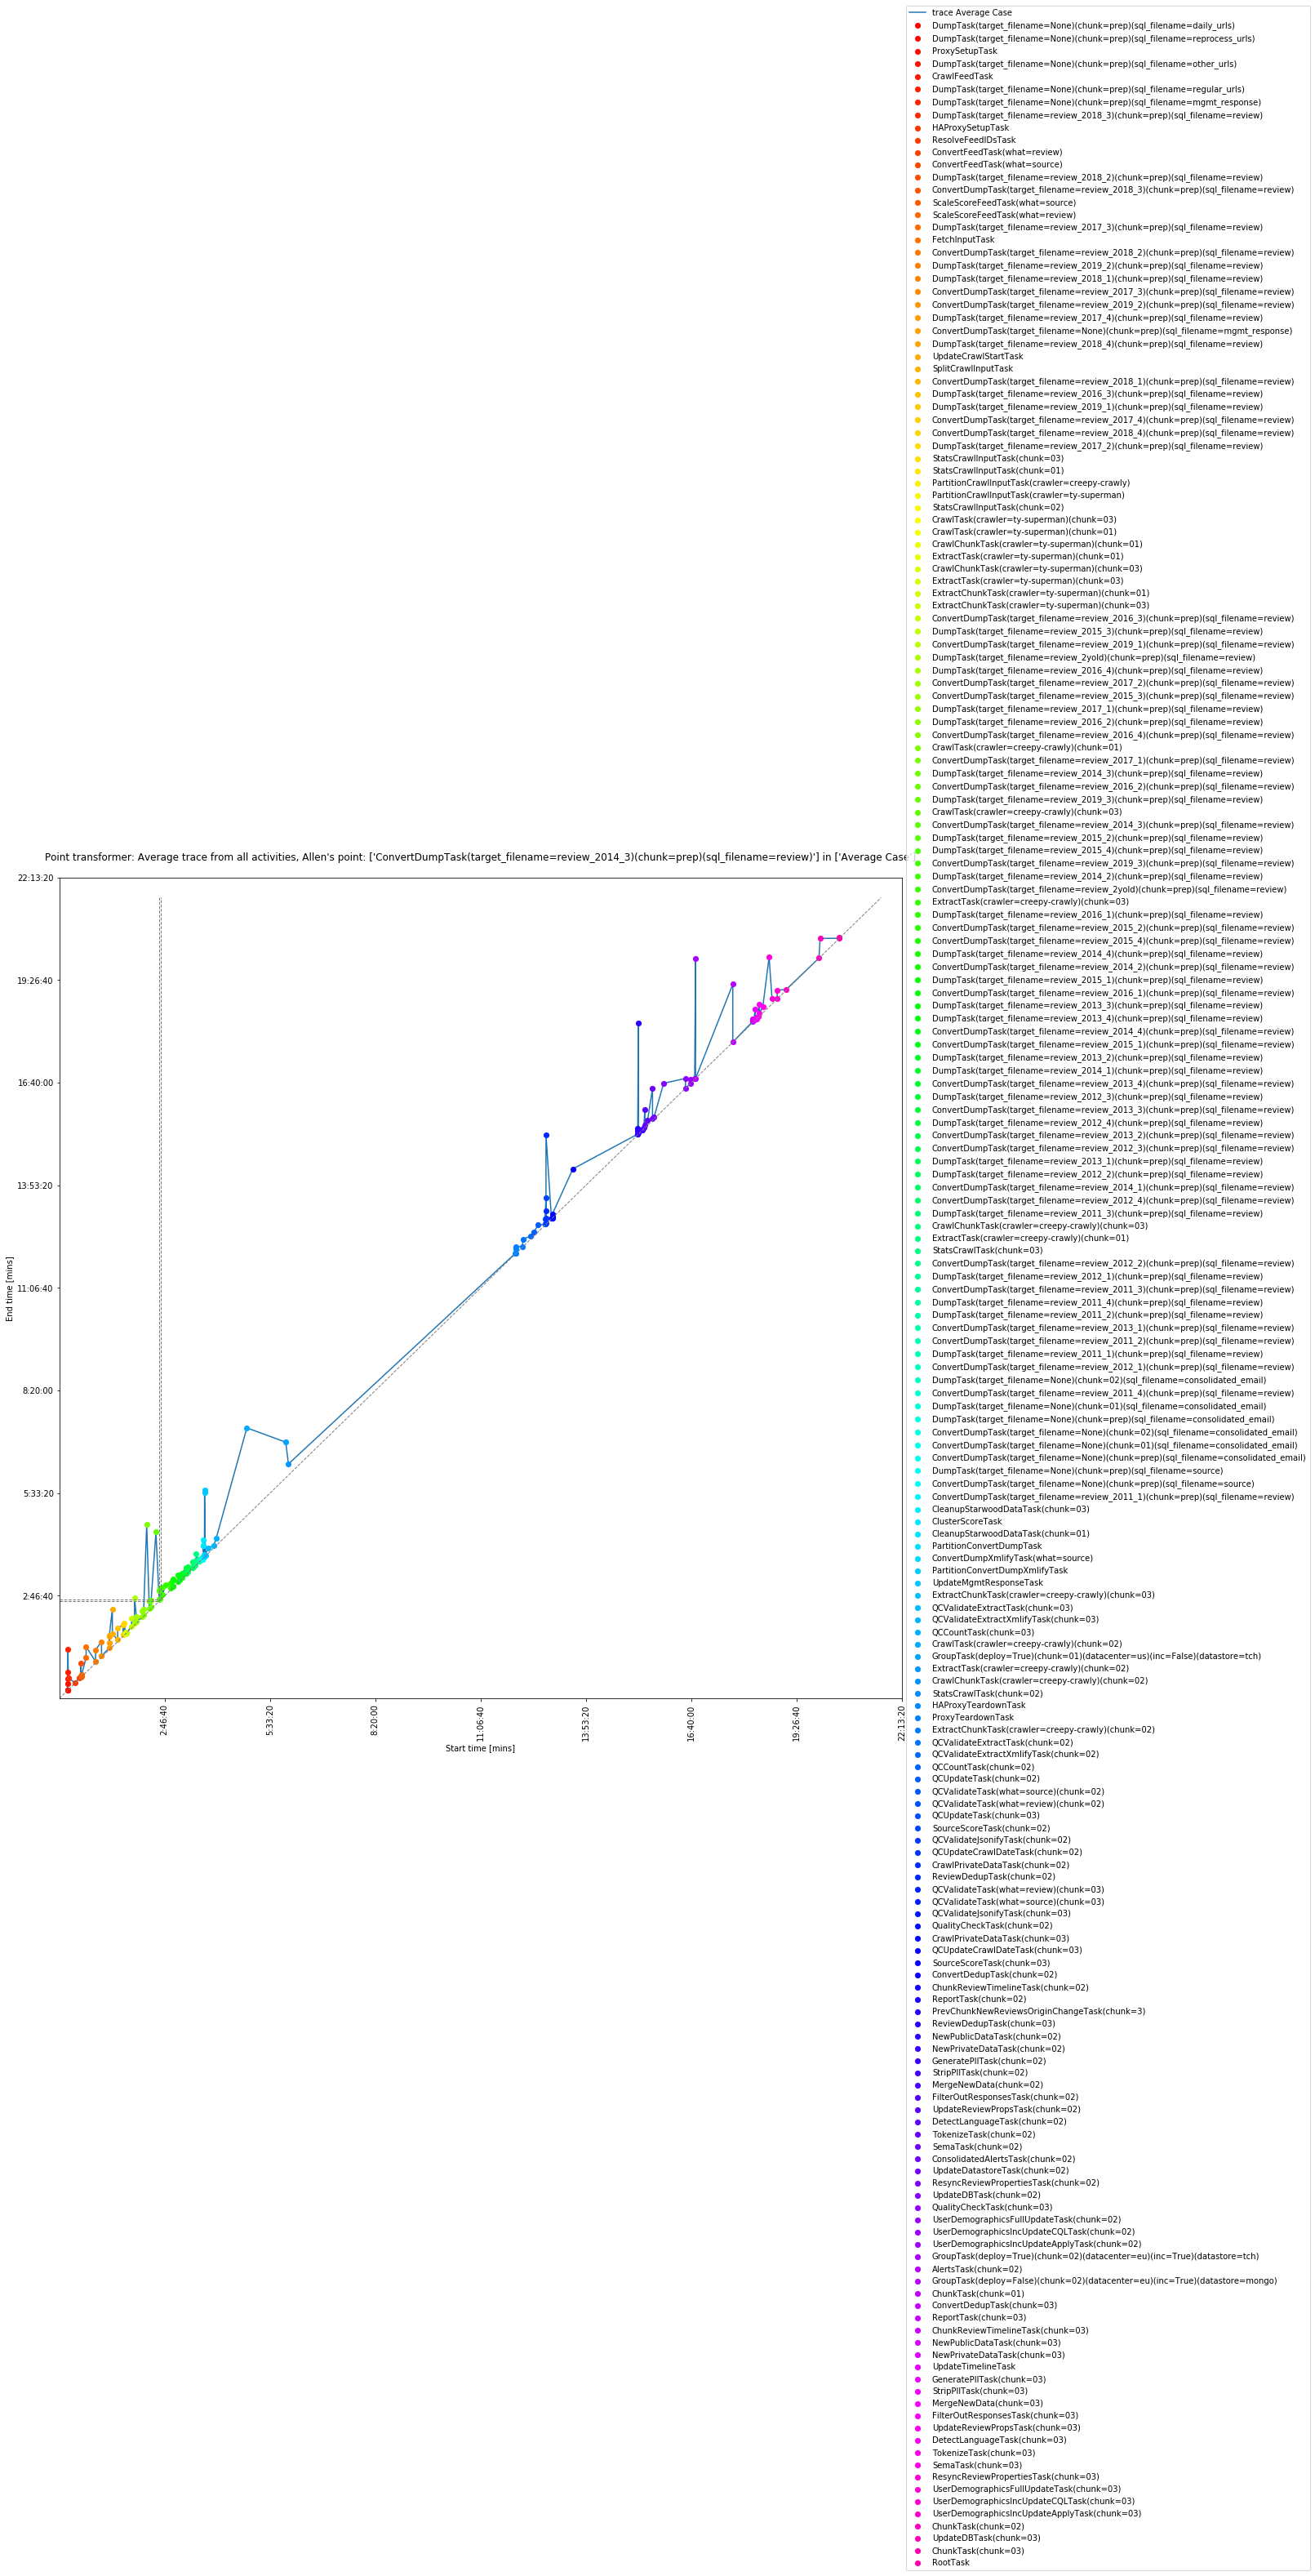 trace Average Case
DumpTask(target_filename=None)(chunk=prep)(sql_filename=daily_urls)
DumpTask(target_filename=None)(chunk=prep)(sql_filename=reprocess_urls)
ProxySetupTask
DumpTask(target_filename=None)(chunk=prep)(sql_filename=other_urls)
CrawlFeedTask
DumpTask(target_filename=None)(chunk=prep)(sql_filename=regular_urls)
DumpTask(target_filename=None)(chunk=prep)(sql_filename=mgmt_response)
DumpTask(target_filename=review_2018_3)(chunk=prep)(sql_filename=review)
HAProxySetupTask
ResolveFeedIDsTask
ConvertFeedTask(what=review)
ConvertFeedTask(what=source)
DumpTask(target_filename=review_2018_2)(chunk=prep)(sql_filename=review)
ConvertDumpTask(target_filename=review_2018_3)(chunk=prep)(sql_filename=review)
ScaleScoreFeedTask(what=source)
ScaleScoreFeedTask(what=review)
DumpTask(target_filename=review_2017_3)(chunk=prep)(sql_filename=review)
FetchInputTask
ConvertDumpTask(target_filename=review_2018_2)(chunk=prep)(sql_filename=review)
DumpTask(target_filename=review_2019_2)(chunk=prep)(sql_filename=review)
DumpTask(target_filename=review_2018_1)(chunk=prep)(sql_filename=review)
ConvertDumpTask(target_filename=review_2017_3)(chunk=prep)(sql_filename=review)
ConvertDumpTask(target_filename=review_2019_2)(chunk=prep)(sql_filename=review)
DumpTask(target_filename=review_2017_4)(chunk=prep)(sql_filename=review)
ConvertDumpTask(target_filename=None)(chunk=prep)(sql_filename=mgmt_response)
DumpTask(target_filename=review_2018_4)(chunk=prep)(sql_filename=review)
UpdateCrawlStartTask
SplitCrawlInputTask
ConvertDumpTask(target_filename=review_2018_1)(chunk=prep)(sql_filename=review)
DumpTask(target_filename=review_2016_3)(chunk=prep)(sql_filename=review)
DumpTask(target_filename=review_2019_1)(chunk=prep)(sql_filename=review)
ConvertDumpTask(target_filename=review_2017_4)(chunk=prep)(sql_filename=review)
ConvertDumpTask(target_filename=review_2018_4)(chunk=prep)(sql_filename=review)
DumpTask(target_filename=review_2017_2)(chunk=prep)(sql_filename=review)
StatsCrawlInputTask(chunk=03)
StatsCrawlInputTask(chunk=01)
PartitionCrawlInputTask(crawler=creepy-crawly)
PartitionCrawlInputTask(crawler=ty-superman)
StatsCrawlInputTask(chunk=02)
CrawlTask(crawler=ty-superman)(chunk=03)
CrawlTask(crawler=ty-superman)(chunk=01)
CrawlChunkTask(crawler=ty-superman)(chunk=01)
ExtractTask(crawler=ty-superman)(chunk=01)
CrawlChunkTask(crawler=ty-superman)(chunk=03)
ExtractTask(crawler=ty-superman)(chunk=03)
ExtractChunkTask(crawler=ty-superman)(chunk=01)
ExtractChunkTask(crawler=ty-superman)(chunk=03)
ConvertDumpTask(target_filename=review_2016_3)(chunk=prep)(sql_filename=review)
DumpTask(target_filename=review_2015_3)(chunk=prep)(sql_filename=review)
ConvertDumpTask(target_filename=review_2019_1)(chunk=prep)(sql_filename=review)
DumpTask(target_filename=review_2yold)(chunk=prep)(sql_filename=review)
DumpTask(target_filename=review_2016_4)(chunk=prep)(sql_filename=review)
ConvertDumpTask(target_filename=review_2017_2)(chunk=prep)(sql_filename=review)
ConvertDumpTask(target_filename=review_2015_3)(chunk=prep)(sql_filename=review)
DumpTask(target_filename=review_2017_1)(chunk=prep)(sql_filename=review)
DumpTask(target_filename=review_2016_2)(chunk=prep)(sql_filename=review)
ConvertDumpTask(target_filename=review_2016_4)(chunk=prep)(sql_filename=review)
CrawlTask(crawler=creepy-crawly)(chunk=01)
ConvertDumpTask(target_filename=review_2017_1)(chunk=prep)(sql_filename=review)
DumpTask(target_filename=review_2014_3)(chunk=prep)(sql_filename=review)
ConvertDumpTask(target_filename=review_2016_2)(chunk=prep)(sql_filename=review)
DumpTask(target_filename=review_2019_3)(chunk=prep)(sql_filename=review)
CrawlTask(crawler=creepy-crawly)(chunk=03)
ConvertDumpTask(target_filename=review_2014_3)(chunk=prep)(sql_filename=review)
DumpTask(target_filename=review_2015_2)(chunk=prep)(sql_filename=review)
DumpTask(target_filename=review_2015_4)(chunk=prep)(sql_filename=review)
ConvertDumpTask(target_filename=review_2019_3)(chunk=prep)(sql_filename=review)
DumpTask(target_filename=review_2014_2)(chunk=prep)(sql_filename=review)
ConvertDumpTask(target_filename=review_2yold)(chunk=prep)(sql_filename=review)
ExtractTask(crawler=creepy-crawly)(chunk=03)
DumpTask(target_filename=review_2016_1)(chunk=prep)(sql_filename=review)
ConvertDumpTask(target_filename=review_2015_2)(chunk=prep)(sql_filename=review)
ConvertDumpTask(target_filename=review_2015_4)(chunk=prep)(sql_filename=review)
DumpTask(target_filename=review_2014_4)(chunk=prep)(sql_filename=review)
ConvertDumpTask(target_filename=review_2014_2)(chunk=prep)(sql_filename=review)
DumpTask(target_filename=review_2015_1)(chunk=prep)(sql_filename=review)
ConvertDumpTask(target_filename=review_2016_1)(chunk=prep)(sql_filename=review)
DumpTask(target_filename=review_2013_3)(chunk=prep)(sql_filename=review)
DumpTask(target_filename=review_2013_4)(chunk=prep)(sql_filename=review)
ConvertDumpTask(target_filename=review_2014_4)(chunk=prep)(sql_filename=review)
ConvertDumpTask(target_filename=review_2015_1)(chunk=prep)(sql_filename=review)
DumpTask(target_filename=review_2013_2)(chunk=prep)(sql_filename=review)
DumpTask(target_filename=review_2014_1)(chunk=prep)(sql_filename=review)
ConvertDumpTask(target_filename=review_2013_4)(chunk=prep)(sql_filename=review)
DumpTask(target_filename=review_2012_3)(chunk=prep)(sql_filename=review)
ConvertDumpTask(target_filename=review_2013_3)(chunk=prep)(sql_filename=review)
DumpTask(target_filename=review_2012_4)(chunk=prep)(sql_filename=review)
ConvertDumpTask(target_filename=review_2013_2)(chunk=prep)(sql_filename=review)
ConvertDumpTask(target_filename=review_2012_3)(chunk=prep)(sql_filename=review)
DumpTask(target_filename=review_2013_1)(chunk=prep)(sql_filename=review)
DumpTask(target_filename=review_2012_2)(chunk=prep)(sql_filename=review)
ConvertDumpTask(target_filename=review_2014_1)(chunk=prep)(sql_filename=review)
ConvertDumpTask(target_filename=review_2012_4)(chunk=prep)(sql_filename=review)
DumpTask(target_filename=review_2011_3)(chunk=prep)(sql_filename=review)
CrawlChunkTask(crawler=creepy-crawly)(chunk=03)
ExtractTask(crawler=creepy-crawly)(chunk=01)
StatsCrawlTask(chunk=03)
ConvertDumpTask(target_filename=review_2012_2)(chunk=prep)(sql_filename=review)
DumpTask(target_filename=review_2012_1)(chunk=prep)(sql_filename=review)
ConvertDumpTask(target_filename=review_2011_3)(chunk=prep)(sql_filename=review)
DumpTask(target_filename=review_2011_4)(chunk=prep)(sql_filename=review)
DumpTask(target_filename=review_2011_2)(chunk=prep)(sql_filename=review)
ConvertDumpTask(target_filename=review_2013_1)(chunk=prep)(sql_filename=review)
ConvertDumpTask(target_filename=review_2011_2)(chunk=prep)(sql_filename=review)
DumpTask(target_filename=review_2011_1)(chunk=prep)(sql_filename=review)
ConvertDumpTask(target_filename=review_2012_1)(chunk=prep)(sql_filename=review)
DumpTask(target_filename=None)(chunk=02)(sql_filename=consolidated_email)
ConvertDumpTask(target_filename=review_2011_4)(chunk=prep)(sql_filename=review)
DumpTask(target_filename=None)(chunk=01)(sql_filename=consolidated_email)
DumpTask(target_filename=None)(chunk=prep)(sql_filename=consolidated_email)
ConvertDumpTask(target_filename=None)(chunk=02)(sql_filename=consolidated_email)
ConvertDumpTask(target_filename=None)(chunk=01)(sql_filename=consolidated_email)
ConvertDumpTask(target_filename=None)(chunk=prep)(sql_filename=consolidated_email)
DumpTask(target_filename=None)(chunk=prep)(sql_filename=source)
ConvertDumpTask(target_filename=None)(chunk=prep)(sql_filename=source)
ConvertDumpTask(target_filename=review_2011_1)(chunk=prep)(sql_filename=review)
CleanupStarwoodDataTask(chunk=03)
ClusterScoreTask
CleanupStarwoodDataTask(chunk=01)
PartitionConvertDumpTask
ConvertDumpXmlifyTask(what=source)
PartitionConvertDumpXmlifyTask
UpdateMgmtResponseTask
ExtractChunkTask(crawler=creepy-crawly)(chunk=03)
QCValidateExtractTask(chunk=03)
QCValidateExtractXmlifyTask(chunk=03)
QCCountTask(chunk=03)
CrawlTask(crawler=creepy-crawly)(chunk=02)
GroupTask(deploy=True)(chunk=01)(datacenter=us)(inc=False)(datastore=tch)
ExtractTask(crawler=creepy-crawly)(chunk=02)
CrawlChunkTask(crawler=creepy-crawly)(chunk=02)
StatsCrawlTask(chunk=02)
HAProxyTeardownTask
ProxyTeardownTask
ExtractChunkTask(crawler=creepy-crawly)(chunk=02)
QCValidateExtractTask(chunk=02)
QCValidateExtractXmlifyTask(chunk=02)
QCCountTask(chunk=02)
QCUpdateTask(chunk=02)
QCValidateTask(what=source)(chunk=02)
QCValidateTask(what=review)(chunk=02)
QCUpdateTask(chunk=03)
SourceScoreTask(chunk=02)
QCValidateJsonifyTask(chunk=02)
QCUpdateCrawlDateTask(chunk=02)
CrawlPrivateDataTask(chunk=02)
ReviewDedupTask(chunk=02)
QCValidateTask(what=review)(chunk=03)
QCValidateTask(what=source)(chunk=03)
QCValidateJsonifyTask(chunk=03)
QualityCheckTask(chunk=02)
CrawlPrivateDataTask(chunk=03)
QCUpdateCrawlDateTask(chunk=03)
SourceScoreTask(chunk=03)
ConvertDedupTask(chunk=02)
ChunkReviewTimelineTask(chunk=02)
ReportTask(chunk=02)
PrevChunkNewReviewsOriginChangeTask(chunk=3)
ReviewDedupTask(chunk=03)
NewPublicDataTask(chunk=02)
NewPrivateDataTask(chunk=02)
GeneratePIITask(chunk=02)
StripPIITask(chunk=02)
MergeNewData(chunk=02)
FilterOutResponsesTask(chunk=02)
UpdateReviewPropsTask(chunk=02)
DetectLanguageTask(chunk=02)
TokenizeTask(chunk=02)
SemaTask(chunk=02)
ConsolidatedAlertsTask(chunk=02)
UpdateDatastoreTask(chunk=02)
ResyncReviewPropertiesTask(chunk=02)
UpdateDBTask(chunk=02)
QualityCheckTask(chunk=03)
UserDemographicsFullUpdateTask(chunk=02)
UserDemographicsIncUpdateCQLTask(chunk=02)
UserDemographicsIncUpdateApplyTask(chunk=02)
GroupTask(deploy=True)(chunk=02)(datacenter=eu)(inc=True)(datastore=tch)
AlertsTask(chunk=02)
GroupTask(deploy=False)(chunk=02)(datacenter=eu)(inc=True)(datastore=mongo)
ChunkTask(chunk=01)
ConvertDedupTask(chunk=03)
ReportTask(chunk=03)
ChunkReviewTimelineTask(chunk=03)
NewPublicDataTask(chunk=03)
NewPrivateDataTask(chunk=03)
UpdateTimelineTask
GeneratePIITask(chunk=03)
StripPIITask(chunk=03)
MergeNewData(chunk=03)
FilterOutResponsesTask(chunk=03)
UpdateReviewPropsTask(chunk=03)
DetectLanguageTask(chunk=03)
TokenizeTask(chunk=03)
SemaTask(chunk=03)
ResyncReviewPropertiesTask(chunk=03)
UserDemographicsFullUpdateTask(chunk=03)
UserDemographicsIncUpdateCQLTask(chunk=03)
UserDemographicsIncUpdateApplyTask(chunk=03)
ChunkTask(chunk=02)
UpdateDBTask(chunk=03)
ChunkTask(chunk=03)
RootTask
Point transformer: Average trace from all activities, Allen's point: ['ConvertDumpTask(target_filename=review_2014_3)(chunk=prep)(sql_filename=review)'] in ['Average Case'
22:13:20
19:26:40
16:40:00
13:53:20
11:06:40
8:20:00
5:33:20
2:46:40
End time [mins]
2:46:40
5:33:20
8:20:00
11:06:40
13:53:20
16:40:00
19:26:40
22:13:20
Start time [mins]